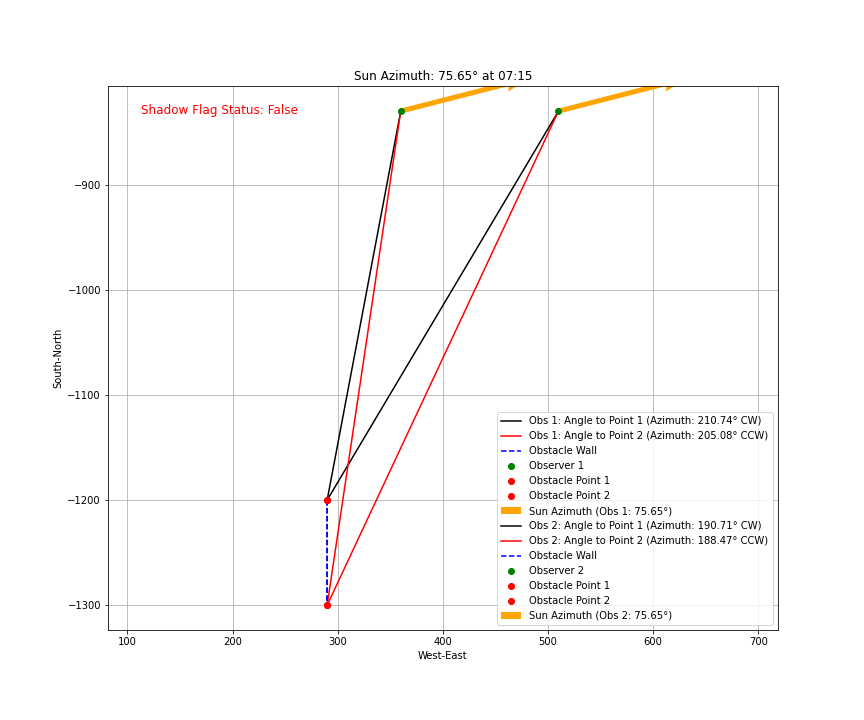 Sun Azimuth: 75.65° at 07:15
Shadow Flag Status: False
−900
−1000
−1100
−1200
−1300
South-North
Obs 1: Angle to Point 1 (Azimuth: 210.74° CW)
Obs 1: Angle to Point 2 (Azimuth: 205.08° CCW)
Obstacle Wall
Observer 1
Obstacle Point 1
Obstacle Point 2
Sun Azimuth (Obs 1: 75.65°)
Obs 2: Angle to Point 1 (Azimuth: 190.71° CW)
Obs 2: Angle to Point 2 (Azimuth: 188.47° CCW)
Obstacle Wall
Observer 2
Obstacle Point 1
Obstacle Point 2
Sun Azimuth (Obs 2: 75.65°)
100 200 300 400 500 600 700
West-East